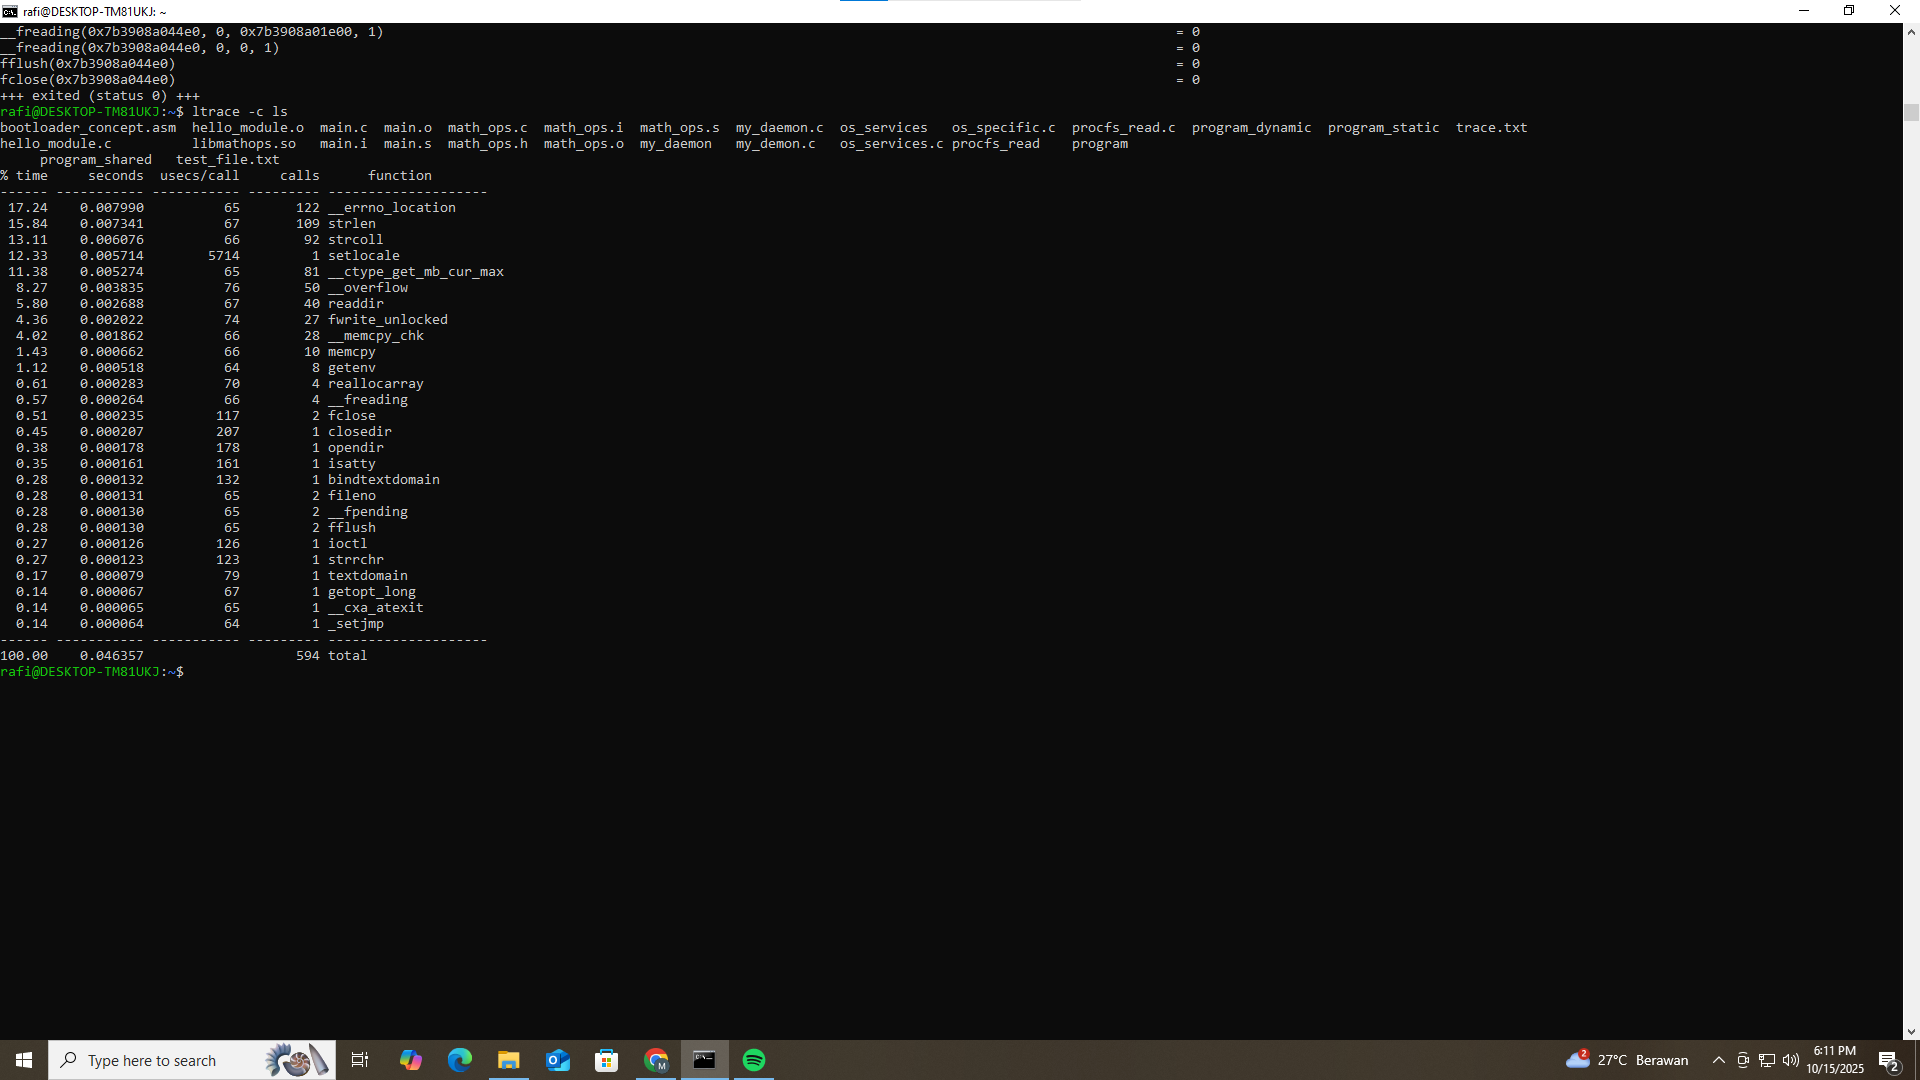 rafi@DESKTOP-TM81UKJ: ~
__freading(0x7b3908a044e0, 0, 0x7b3908a01e00, 1) = 0
__freading(0x7b3908a044e0, 0, 0, 1) = 0
fflush(0x7b3908a044e0) = 0
fclose(0x7b3908a044e0) = 0
+++ exited (status 0) +++
rafi@DESKTOP-TM81UKJ:~$ ltrace -c ls
bootloader_concept.asm hello_module.o main.c main.o math_ops.c math_ops.i math_ops.s my_daemon.c os_services os_specific.c procfs_read.c program_dynamic program_static trace.txt
hello_module.c libmathops.so main.i main.s math_ops.h math_ops.o my_daemon my_demon.c os_services.c procfs_read program
program_shared test_file.txt
% time seconds usecs/call calls function
------ ----------- ----------- --------- --------------------
17.24 0.007990 65 122 __errno_location
15.84 0.007341 67 109 strlen
13.11 0.006076 66 92 strcoll
12.33 0.005714 5714 1 setlocale
11.38 0.005274 65 81 __ctype_get_mb_cur_max
8.27 0.003835 76 50 __overflow
5.80 0.002688 67 40 readdir
4.36 0.002022 74 27 fwrite_unlocked
4.02 0.001862 66 28 __memcpy_chk
1.43 0.000662 66 10 memcpy
1.12 0.000518 64 8 getenv
0.61 0.000283 70 4 reallocarray
0.57 0.000264 66 4 __freading
0.51 0.000235 117 2 fclose
0.45 0.000207 207 1 closedir
0.38 0.000178 178 1 opendir
0.35 0.000161 161 1 isatty
0.28 0.000132 132 1 bindtextdomain
0.28 0.000131 65 2 fileno
0.28 0.000130 65 2 __fpending
0.28 0.000130 65 2 fflush
0.27 0.000126 126 1 ioctl
0.27 0.000123 123 1 strrchr
0.17 0.000079 79 1 textdomain
0.14 0.000067 67 1 getopt_long
0.14 0.000065 65 1 __cxa_atexit
0.14 0.000064 64 1 _setjmp
------ ----------- ----------- --------- --------------------
100.00 0.046357 594 total
rafi@DESKTOP-TM81UKJ:~$
Type here to search
M
2
27°C Berawan
6:11 PM
10/15/2025
2